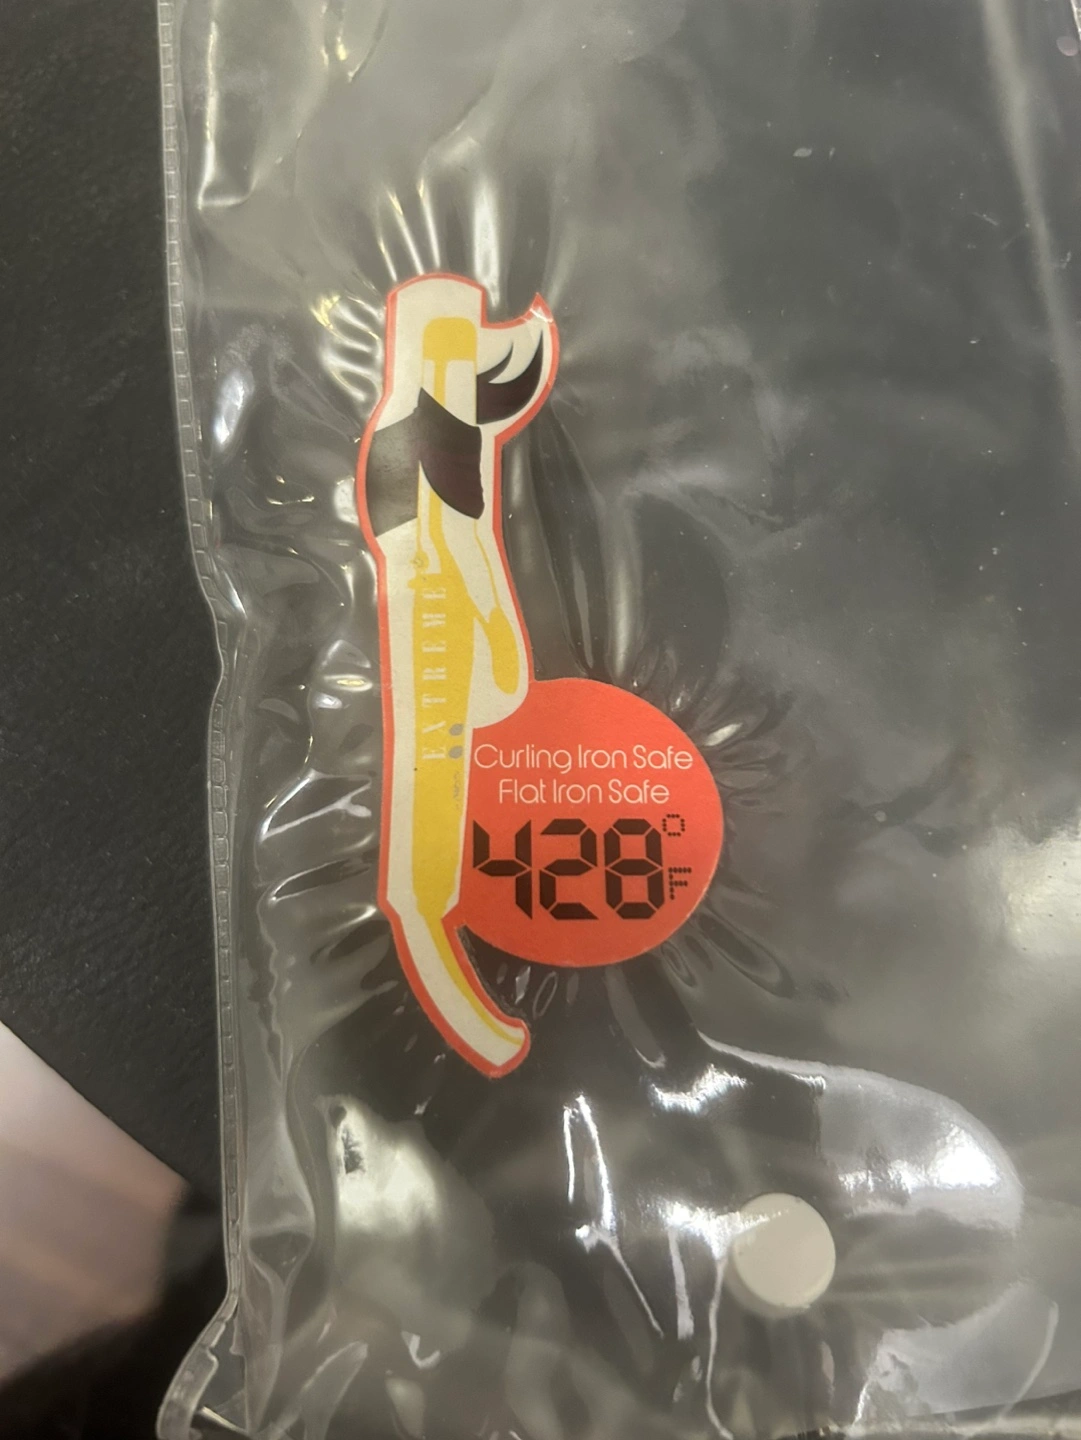 EXTREME
Curling Iron Safe
Flat Iron Safe
428°F